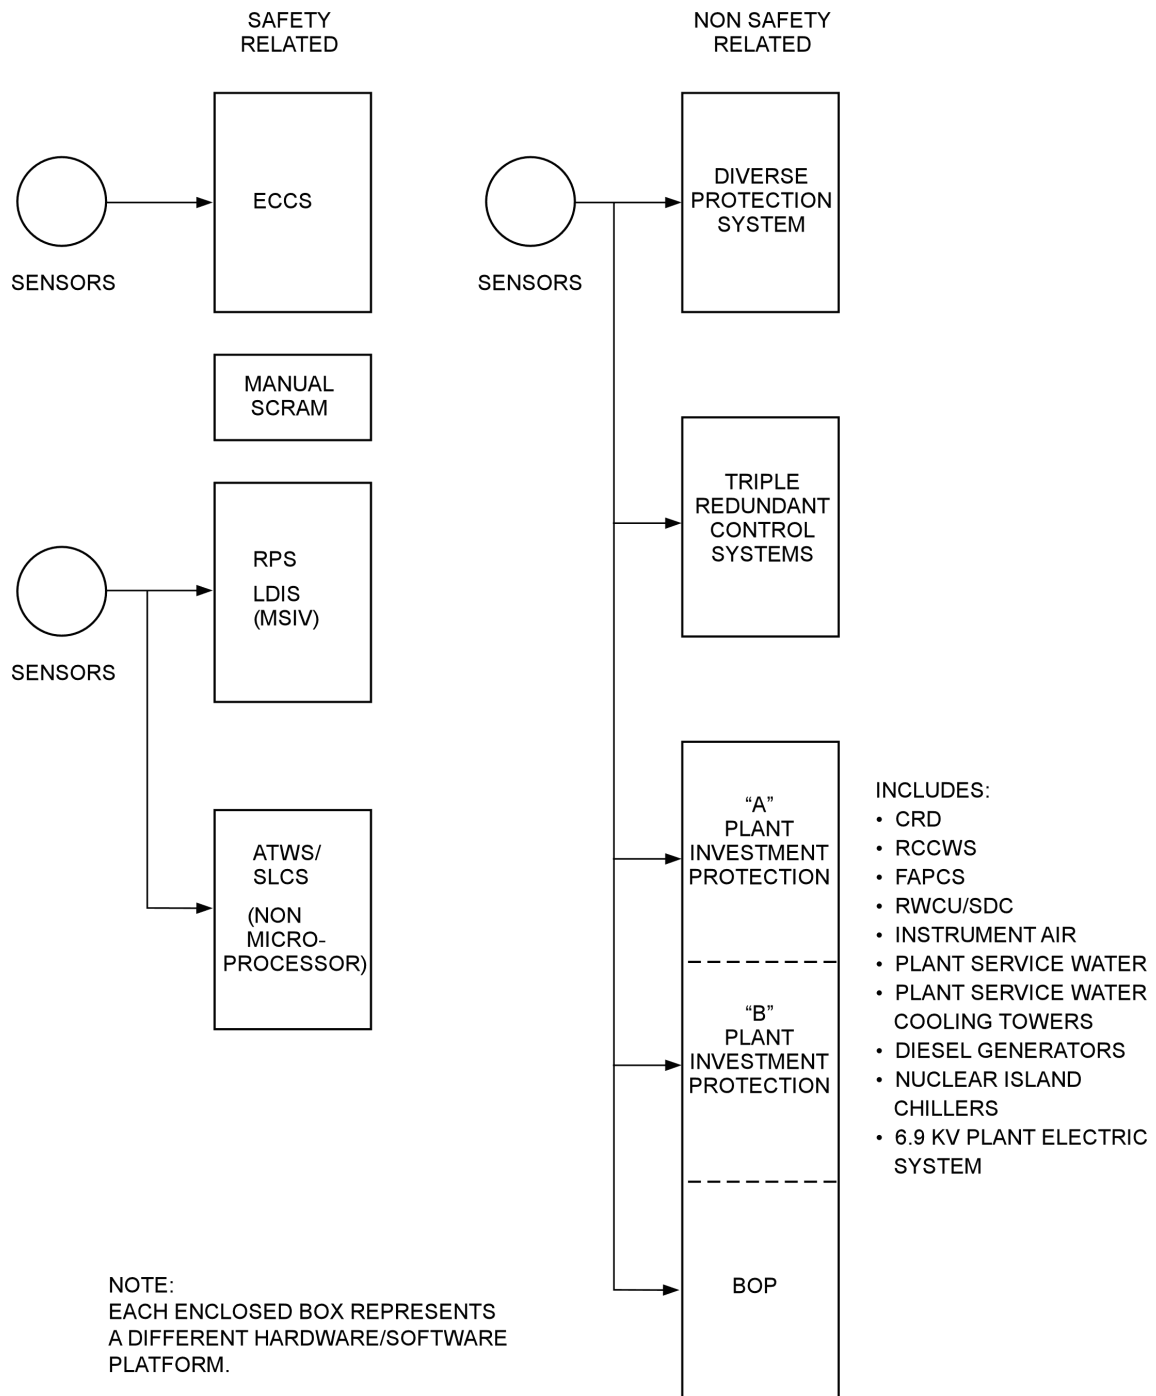 SAFETY
RELATED
NON SAFETY
RELATED
ECCS
SENSORS
MANUAL
SCRAM
RPS
LDIS
(MSIV)
SENSORS
ATWS/
SLCS
(NON
MICRO-
PROCESSOR)
SENSORS
DIVERSE
PROTECTION
SYSTEM
TRIPLE
REDUNDANT
CONTROL
SYSTEMS
“A”
PLANT
INVESTMENT
PROTECTION
“B”
PLANT
INVESTMENT
PROTECTION
BOP
INCLUDES:
• CRD
• RCCWS
• FAPCS
• RWCU/SDC
• INSTRUMENT AIR
• PLANT SERVICE WATER
• PLANT SERVICE WATER
COOLING TOWERS
• DIESEL GENERATORS
• NUCLEAR ISLAND
CHILLERS
• 6.9 KV PLANT ELECTRIC
SYSTEM
NOTE:
EACH ENCLOSED BOX REPRESENTS
A DIFFERENT HARDWARE/SOFTWARE
PLATFORM.